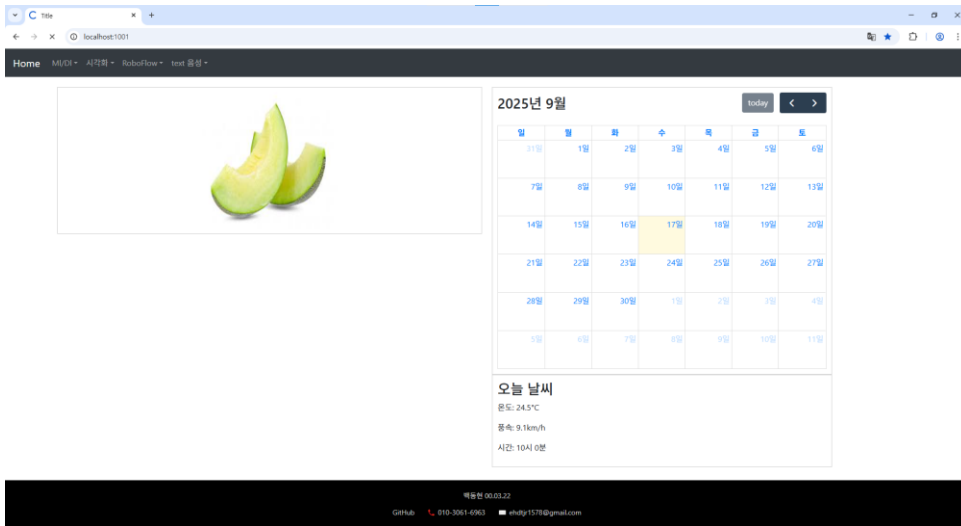 Title
localhost:1001
Home MI/DI 시각화 RoboFlow text 음성
2025년 9월 today
일 월 화 수 목 금 토
31일 1일 2일 3일 4일 5일 6일
7일 8일 9일 10일 11일 12일 13일
14일 15일 16일 17일 18일 19일 20일
21일 22일 23일 24일 25일 26일 27일
28일 29일 30일 1일 2일 3일 4일
5일 6일 7일 8일 9일 10일 11일
오늘 날씨
온도: 24.5°C
풍속: 9.1km/h
시간: 10시 0분
백동현 00.03.22
GitHub 010-3061-6963 ehdtjr1578@gmail.com